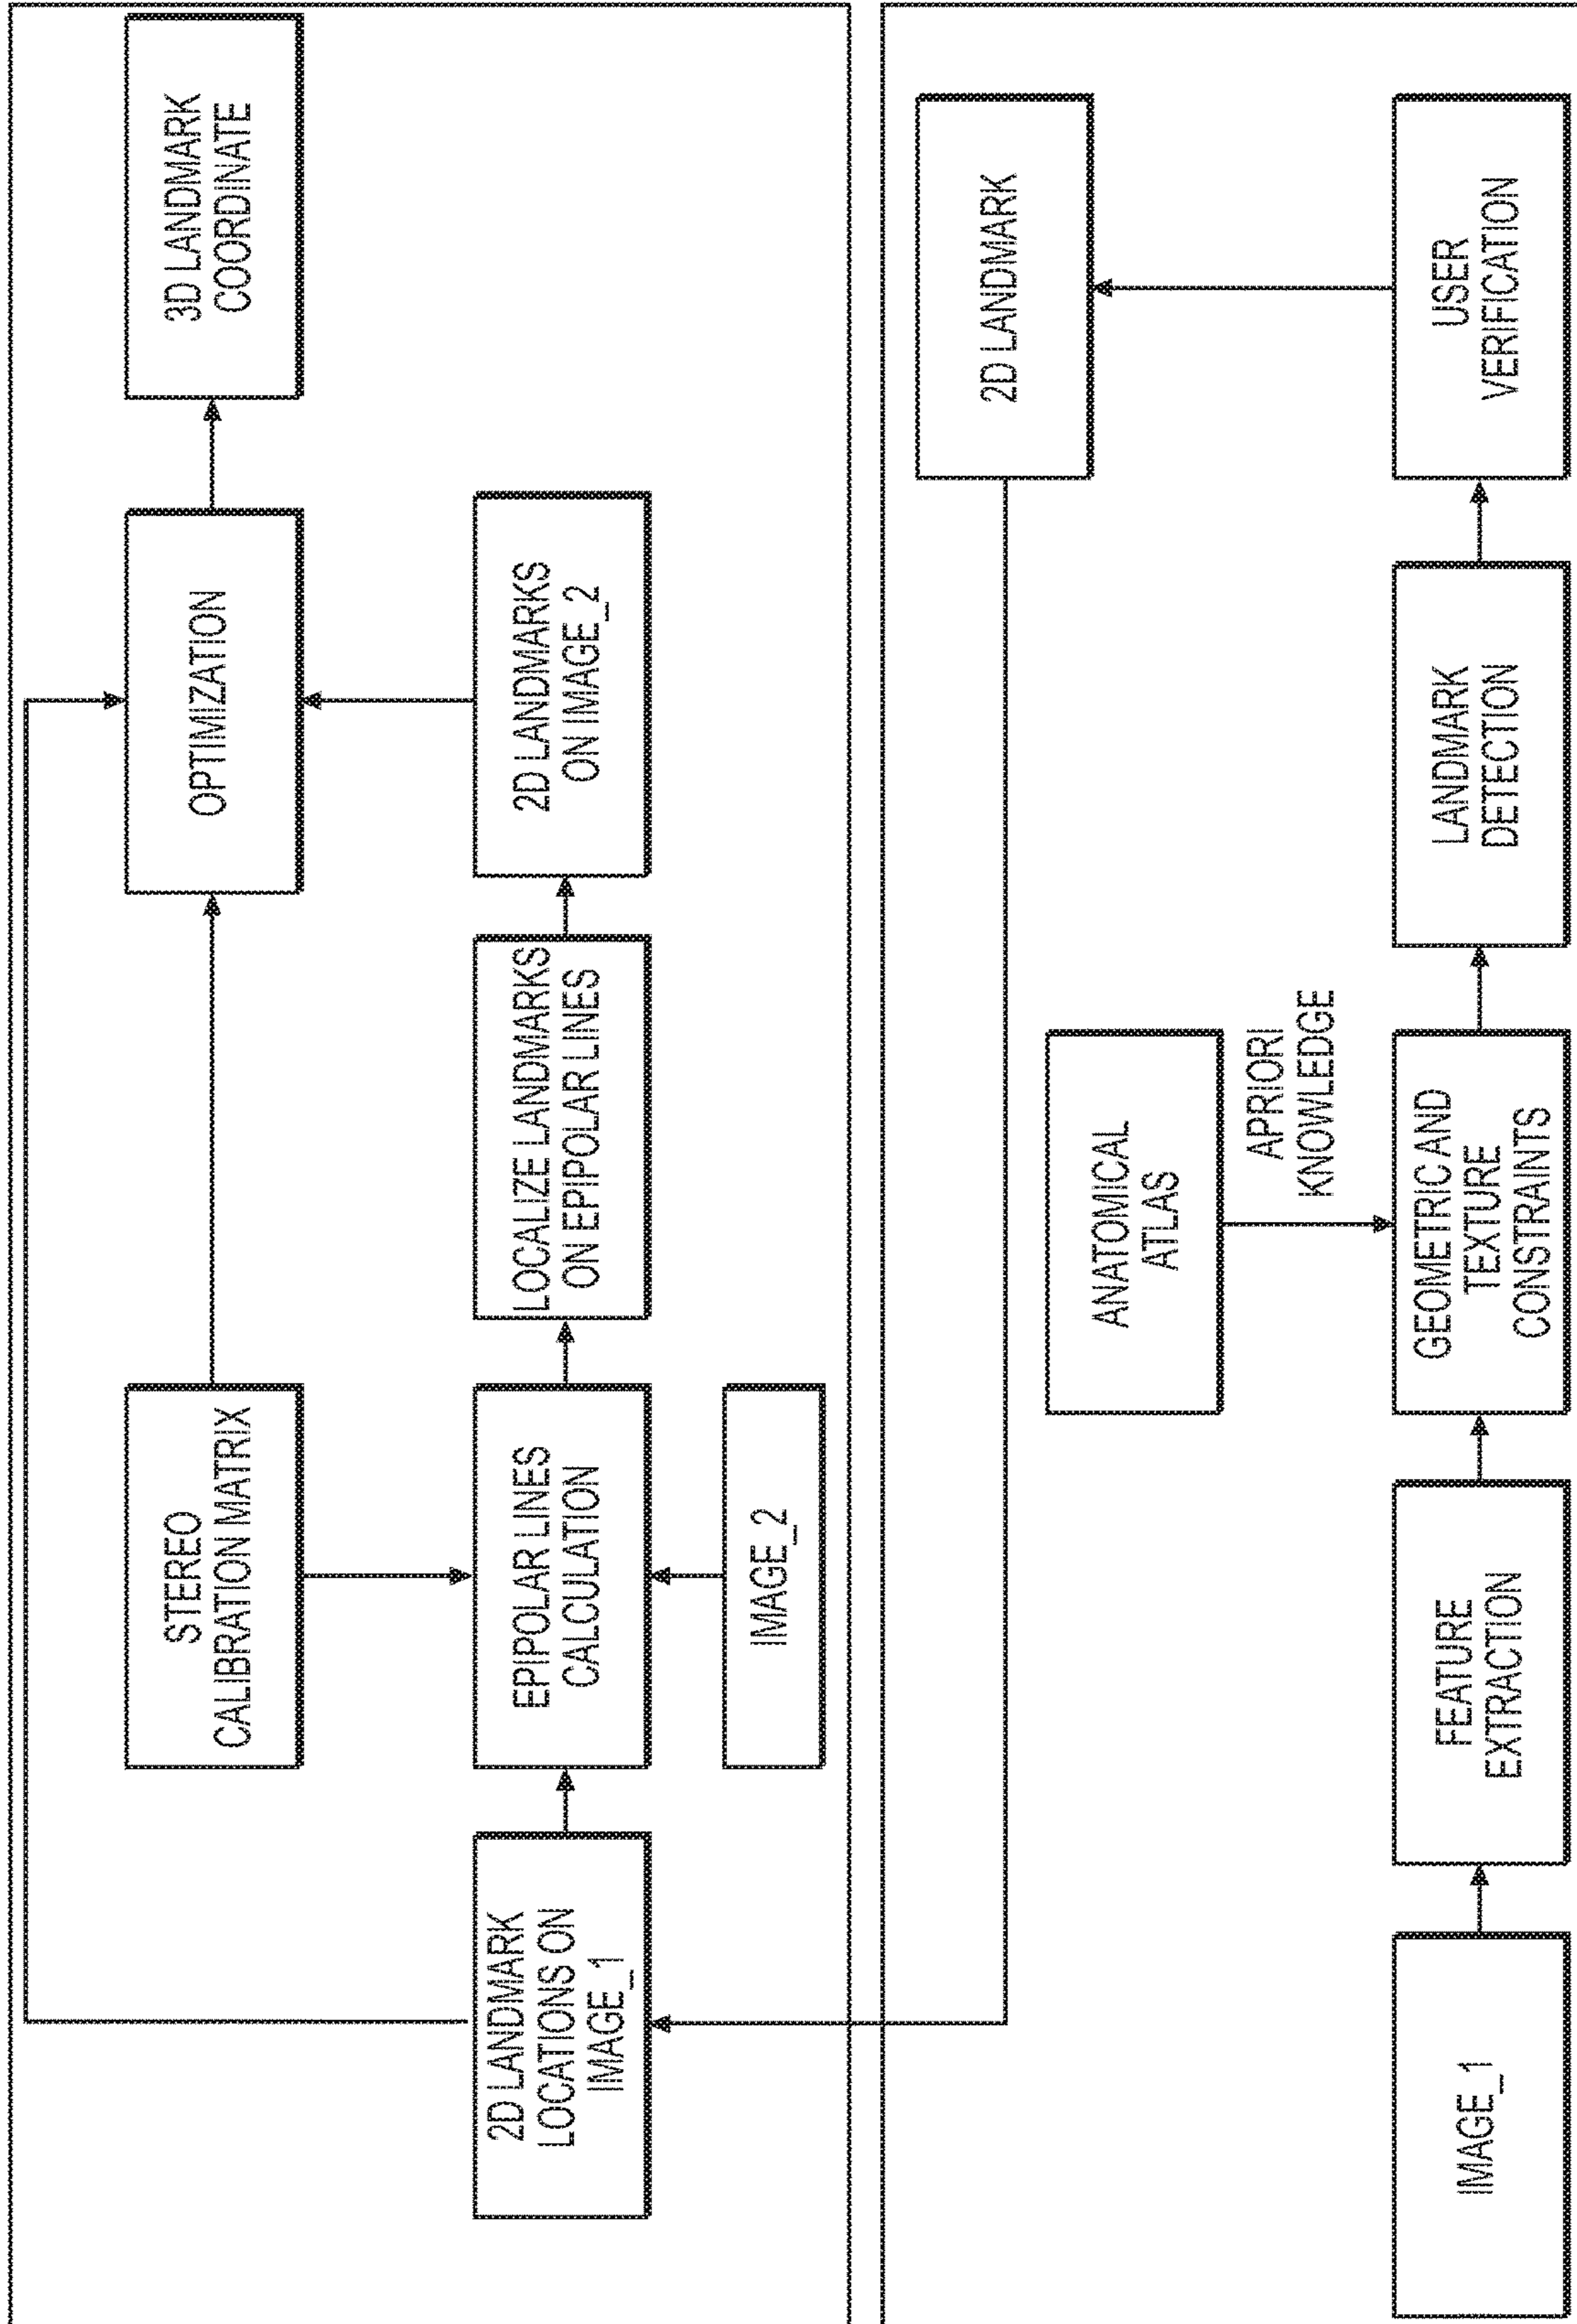 STEREO
CALIBRATION MATRIX
OPTIMIZATION
3D LANDMARK
COORDINATE
2D LANDMARK
LOCATIONS ON
IMAGE_1
EPIPOLAR LINES
CALCULATION
LOCALIZE LANDMARKS
ON EPIPOLAR LINES
2D LANDMARKS
ON IMAGE_2
IMAGE_2
2D LANDMARK
ANATOMICAL
ATLAS
APRIORI
KNOWLEDGE
IMAGE_1
FEATURE
EXTRACTION
GEOMETRIC AND
TEXTURE
CONSTRAINTS
LANDMARK
DETECTION
USER
VERIFICATION